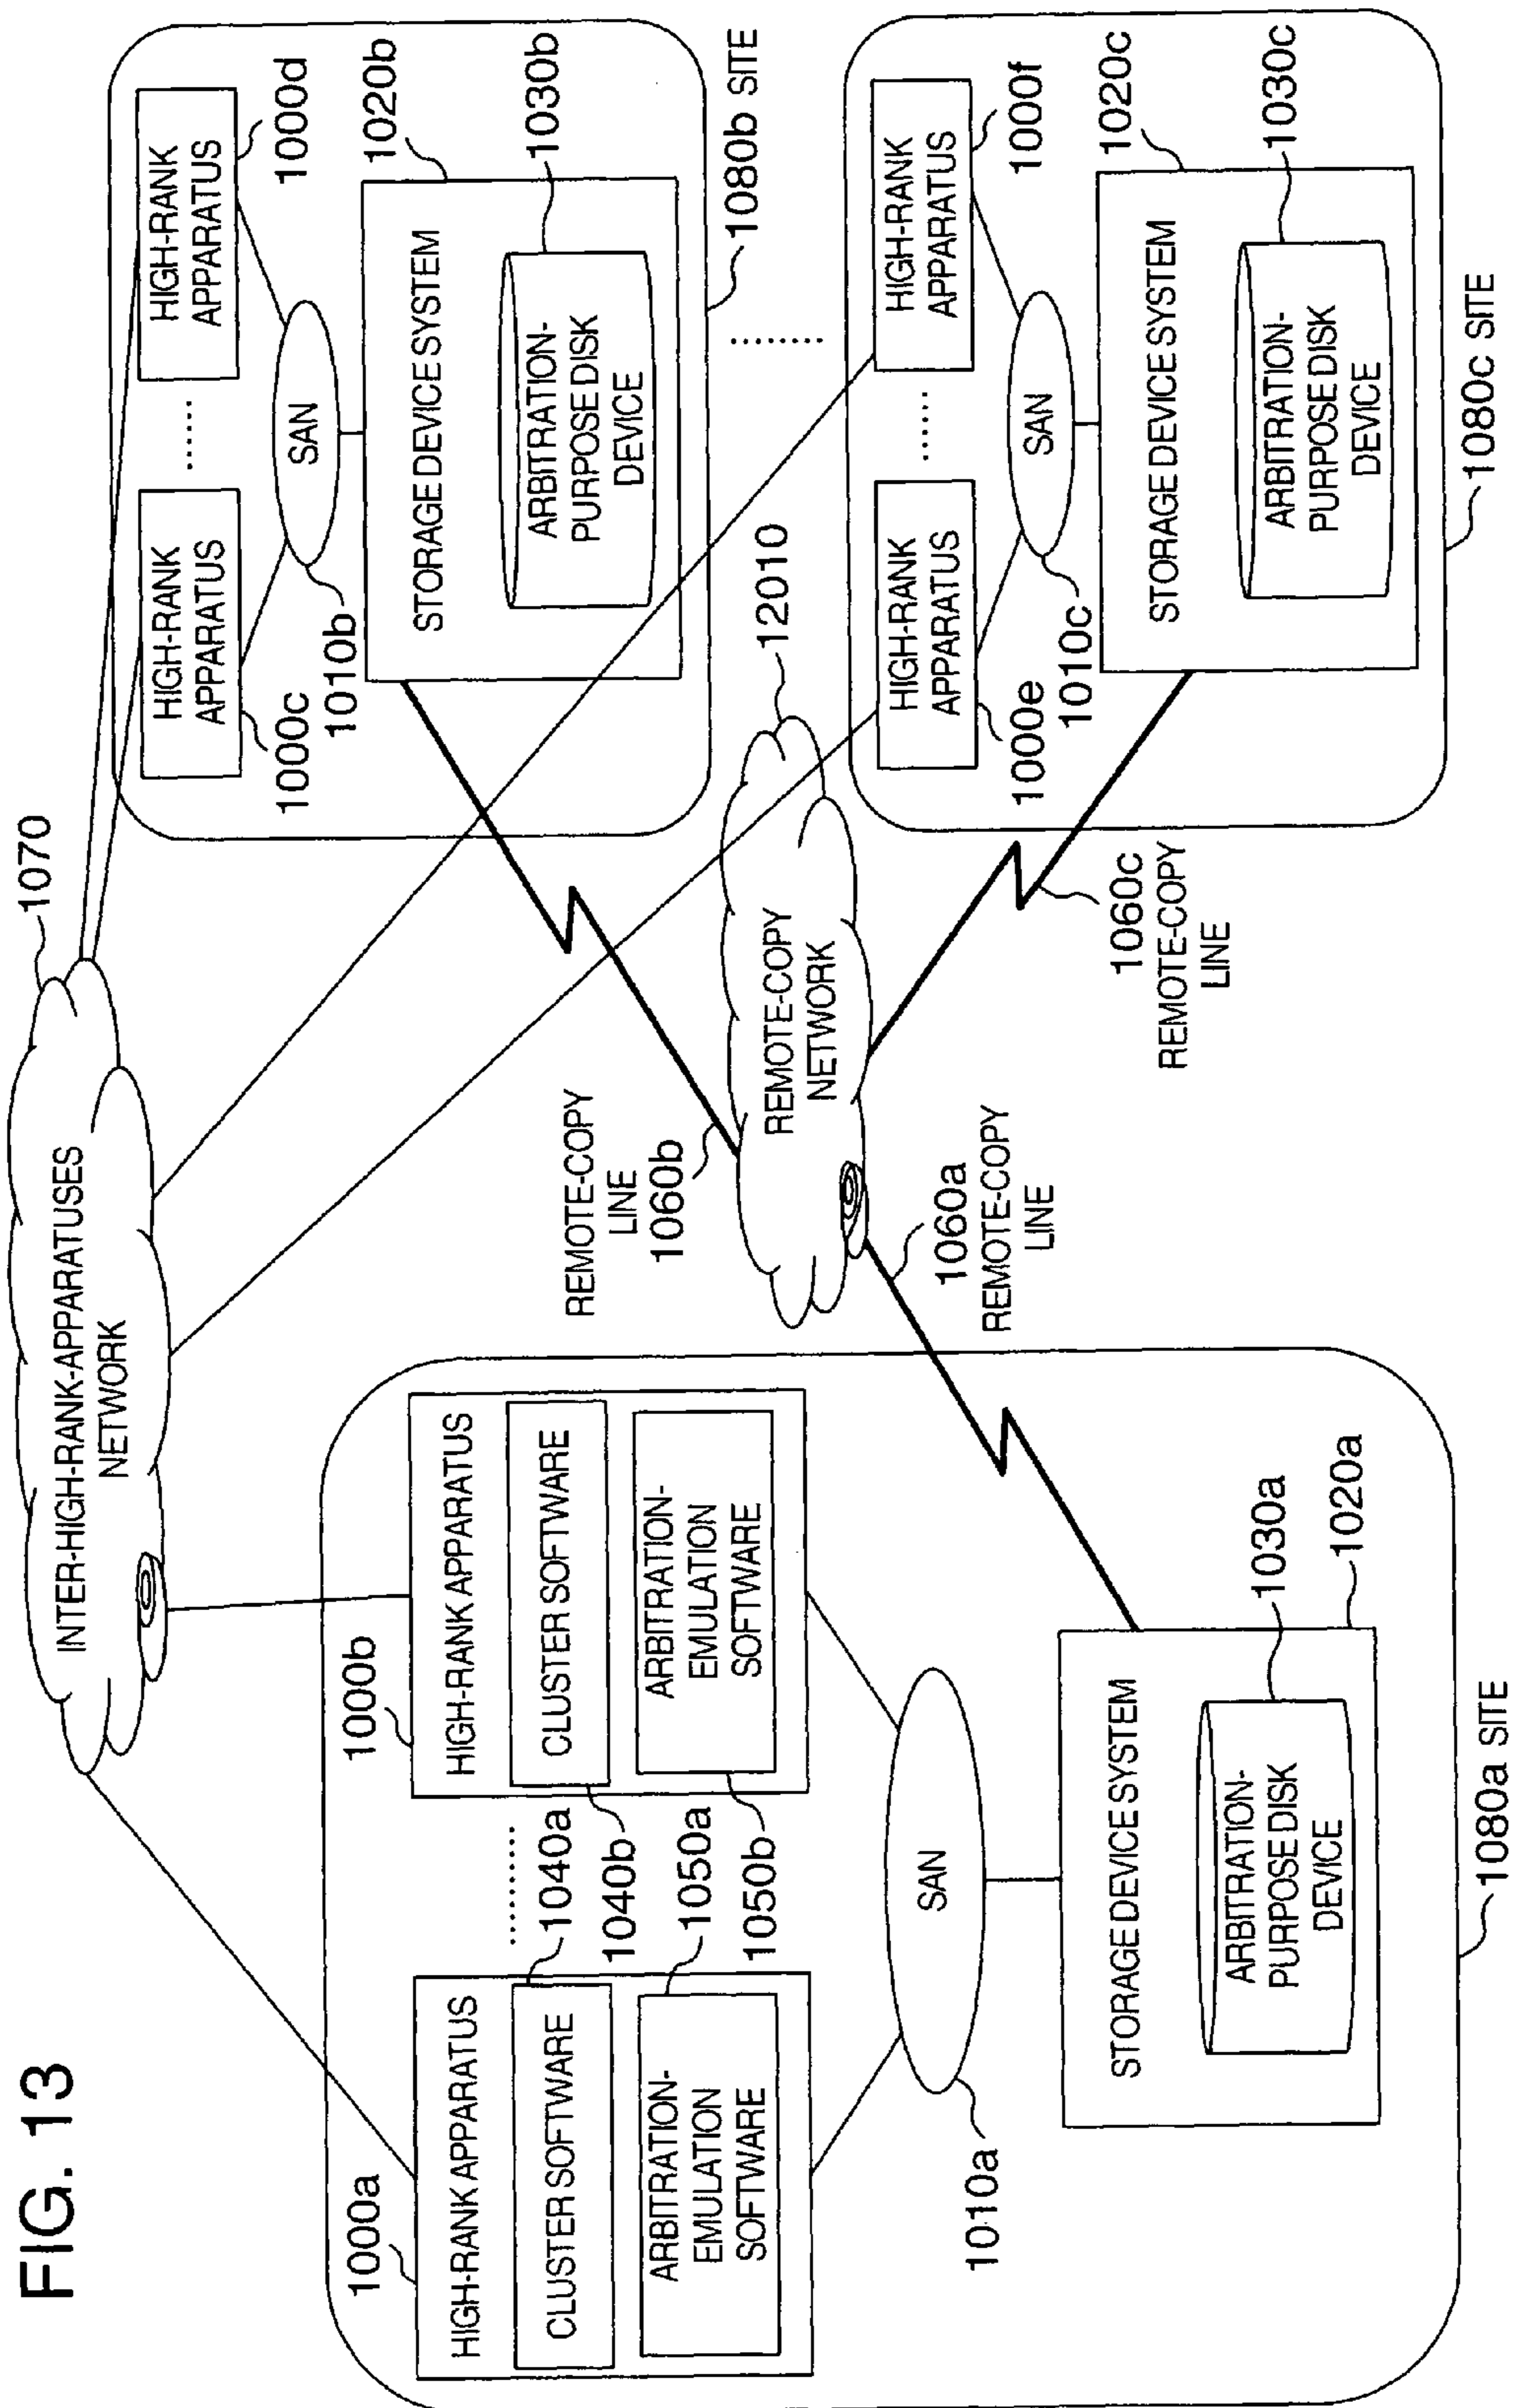 FIG. 13
INTER-HIGH-RANK-APPARATUSES
NETWORK
1070
1000a
HIGH-RANK APPARATUS
CLUSTER SOFTWARE
ARBITRATION-
EMULATION
SOFTWARE
1040a
1040b
1050a
1050b
1000b
HIGH-RANK APPARATUS
CLUSTER SOFTWARE
ARBITRATION-
EMULATION
SOFTWARE
SAN
1010a
STORAGE DEVICE SYSTEM
ARBITRATION-
PURPOSE DISK
DEVICE
1030a
1020a
1080a SITE
REMOTE-COPY
LINE
1060b
REMOTE-COPY
NETWORK
12010
1060a
REMOTE-COPY
LINE
1060c
REMOTE-COPY
LINE
HIGH-RANK
APPARATUS
1000c
HIGH-RANK
APPARATUS
1000d
SAN
1010b
STORAGE DEVICE SYSTEM
1020b
ARBITRATION-
PURPOSE DISK
DEVICE
1030b
1080b SITE
HIGH-RANK
APPARATUS
1000e
HIGH-RANK
APPARATUS
1000f
SAN
1010c
STORAGE DEVICE SYSTEM
1020c
ARBITRATION-
PURPOSE DISK
DEVICE
1030c
1080c SITE